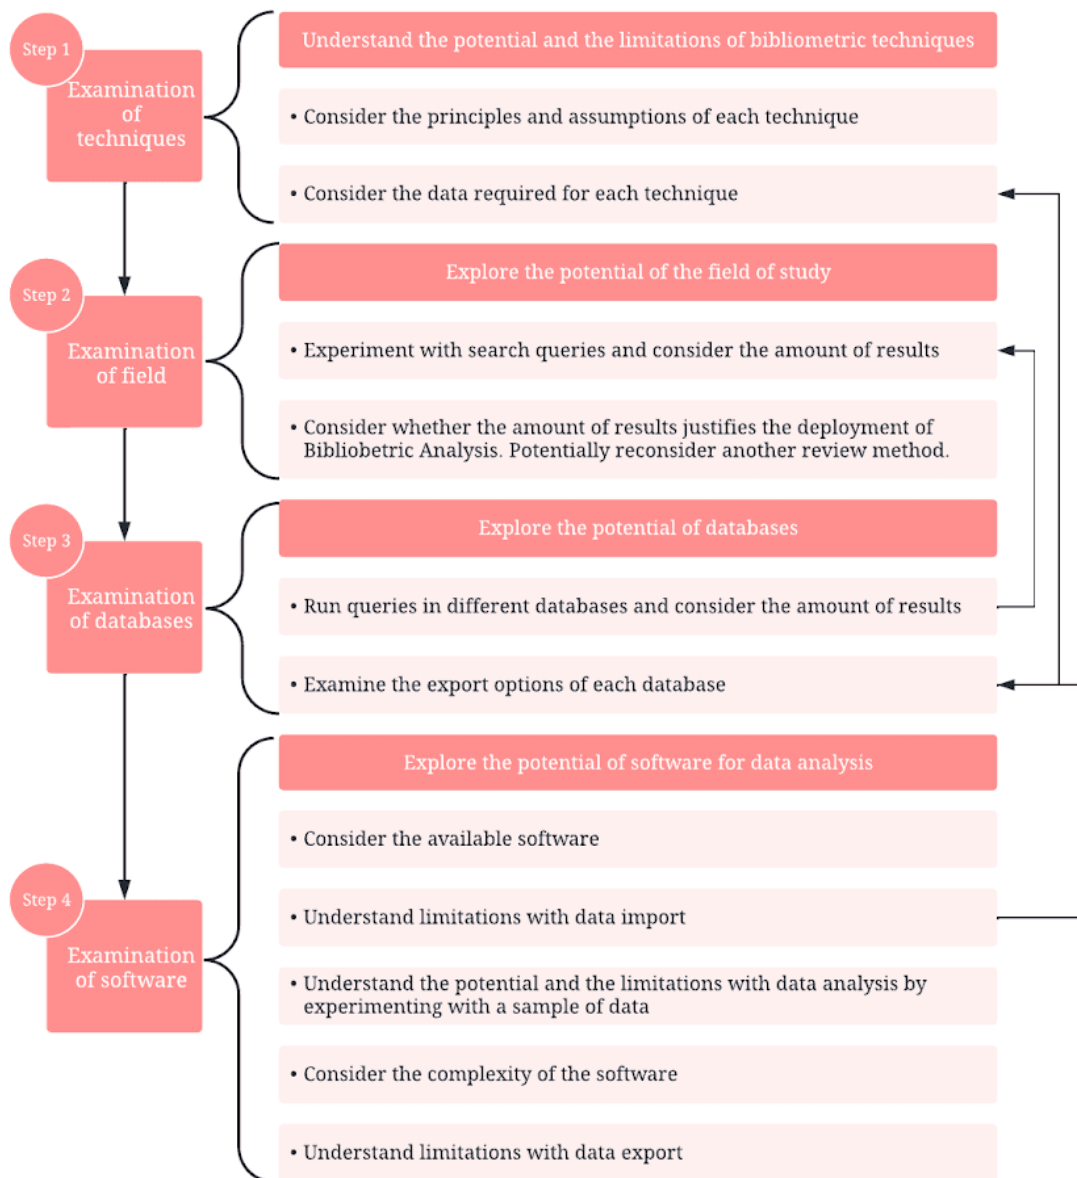 Step 1
Examination
of
techniques
Understand the potential and the limitations of bibliometric techniques
• Consider the principles and assumptions of each technique
• Consider the data required for each technique
Step 2
Examination
of field
Explore the potential of the field of study
• Experiment with search queries and consider the amount of results
• Consider whether the amount of results justifies the deployment of
Bibliobetric Analysis. Potentially reconsider another review method.
Step 3
Examination
of databases
Explore the potential of databases
• Run queries in different databases and consider the amount of results
• Examine the export options of each database
Step 4
Examination
of software
Explore the potential of software for data analysis
• Consider the available software
• Understand limitations with data import
• Understand the potential and the limitations with data analysis by
experimenting with a sample of data
• Consider the complexity of the software
• Understand limitations with data export